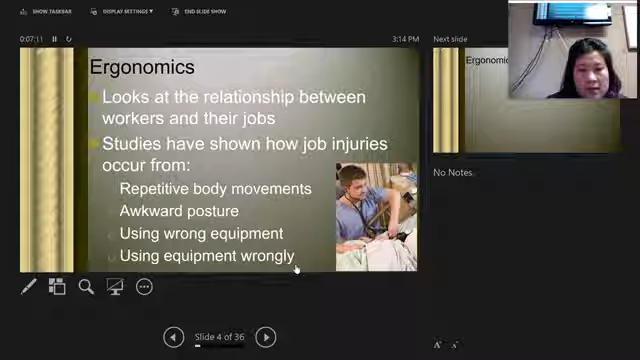 SHOW TASKBAR
DISPLAY SETTINGS ▾
END SLIDE SHOW
0:07:11
3:14 PM
Ergonomics
Looks at the relationship between
workers and their jobs
Studies have shown how job injuries
occur from:
Repetitive body movements
Awkward posture
Using wrong equipment
Using equipment wrongly
Slide 4 of 36
Next slide
Ergonomic
No Notes.
A A